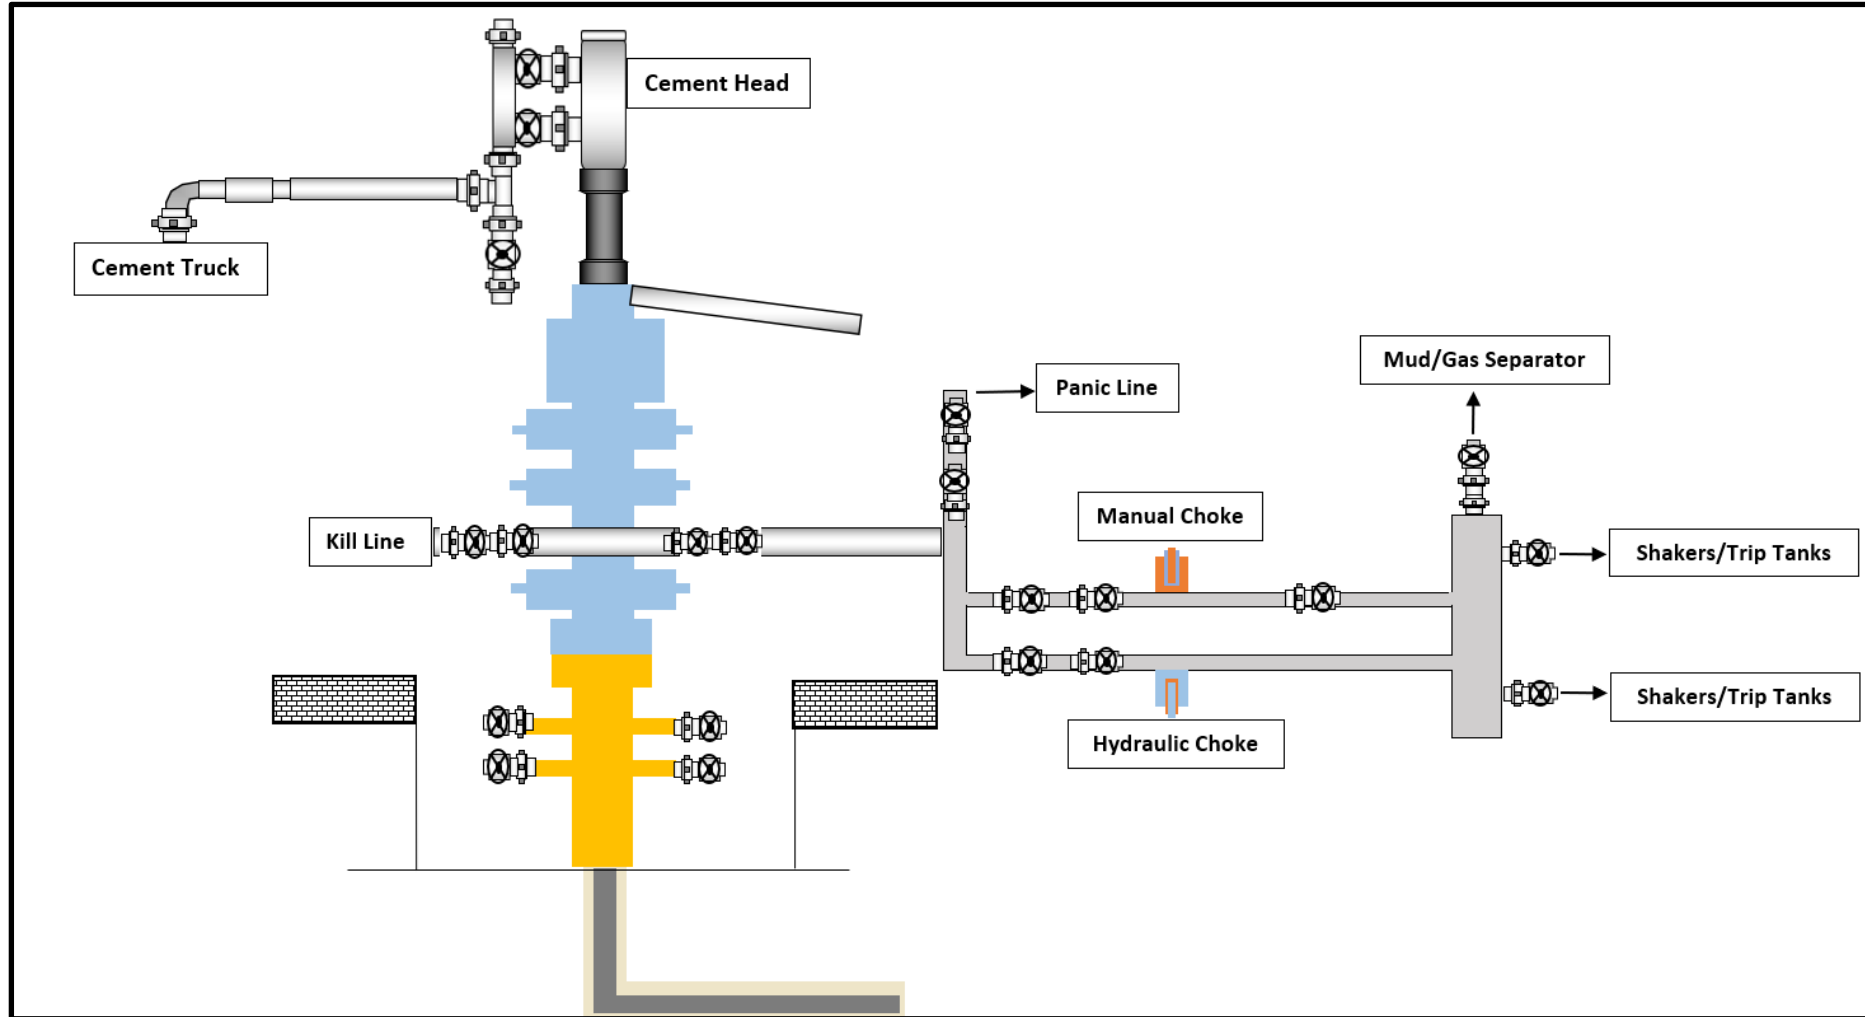 Cement Head
Cement Truck
Mud/Gas Separator
Panic Line
Manual Choke
Kill Line
Shakers/Trip Tanks
Shakers/Trip Tanks
Hydraulic Choke